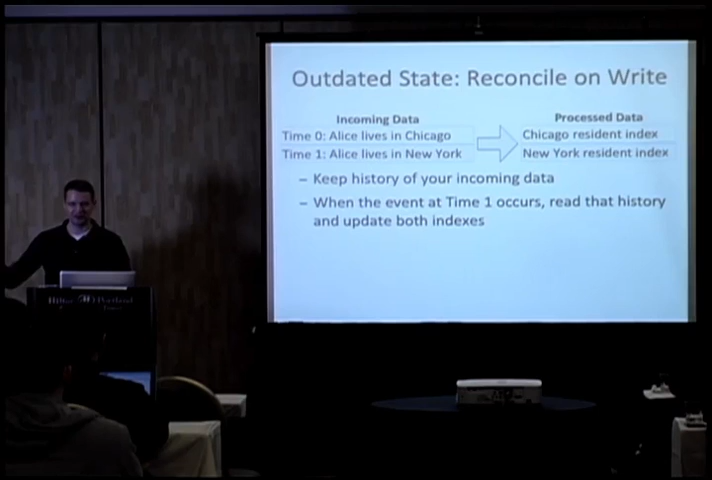 Outdated State: Reconcile on Write
Incoming Data
Processed Data
Time 0: Alice lives in Chicago
Chicago resident index
Time 1: Alice lives in New York
New York resident index
– Keep history of your incoming data
– When the event at Time 1 occurs, read that history
and update both indexes
Hilton Portland